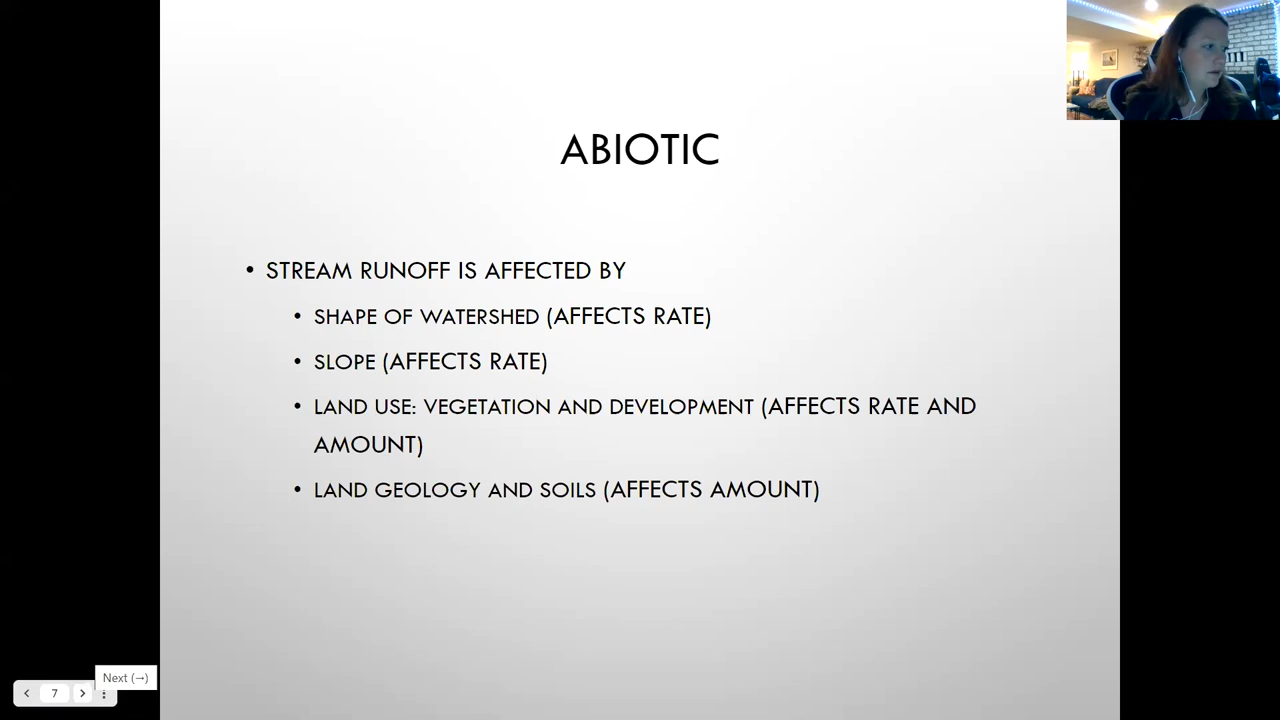 ABIOTIC
• STREAM RUNOFF IS AFFECTED BY
• SHAPE OF WATERSHED (AFFECTS RATE)
• SLOPE (AFFECTS RATE)
• LAND USE: VEGETATION AND DEVELOPMENT (AFFECTS RATE AND
AMOUNT)
• LAND GEOLOGY AND SOILS (AFFECTS AMOUNT)
Next (→)
7